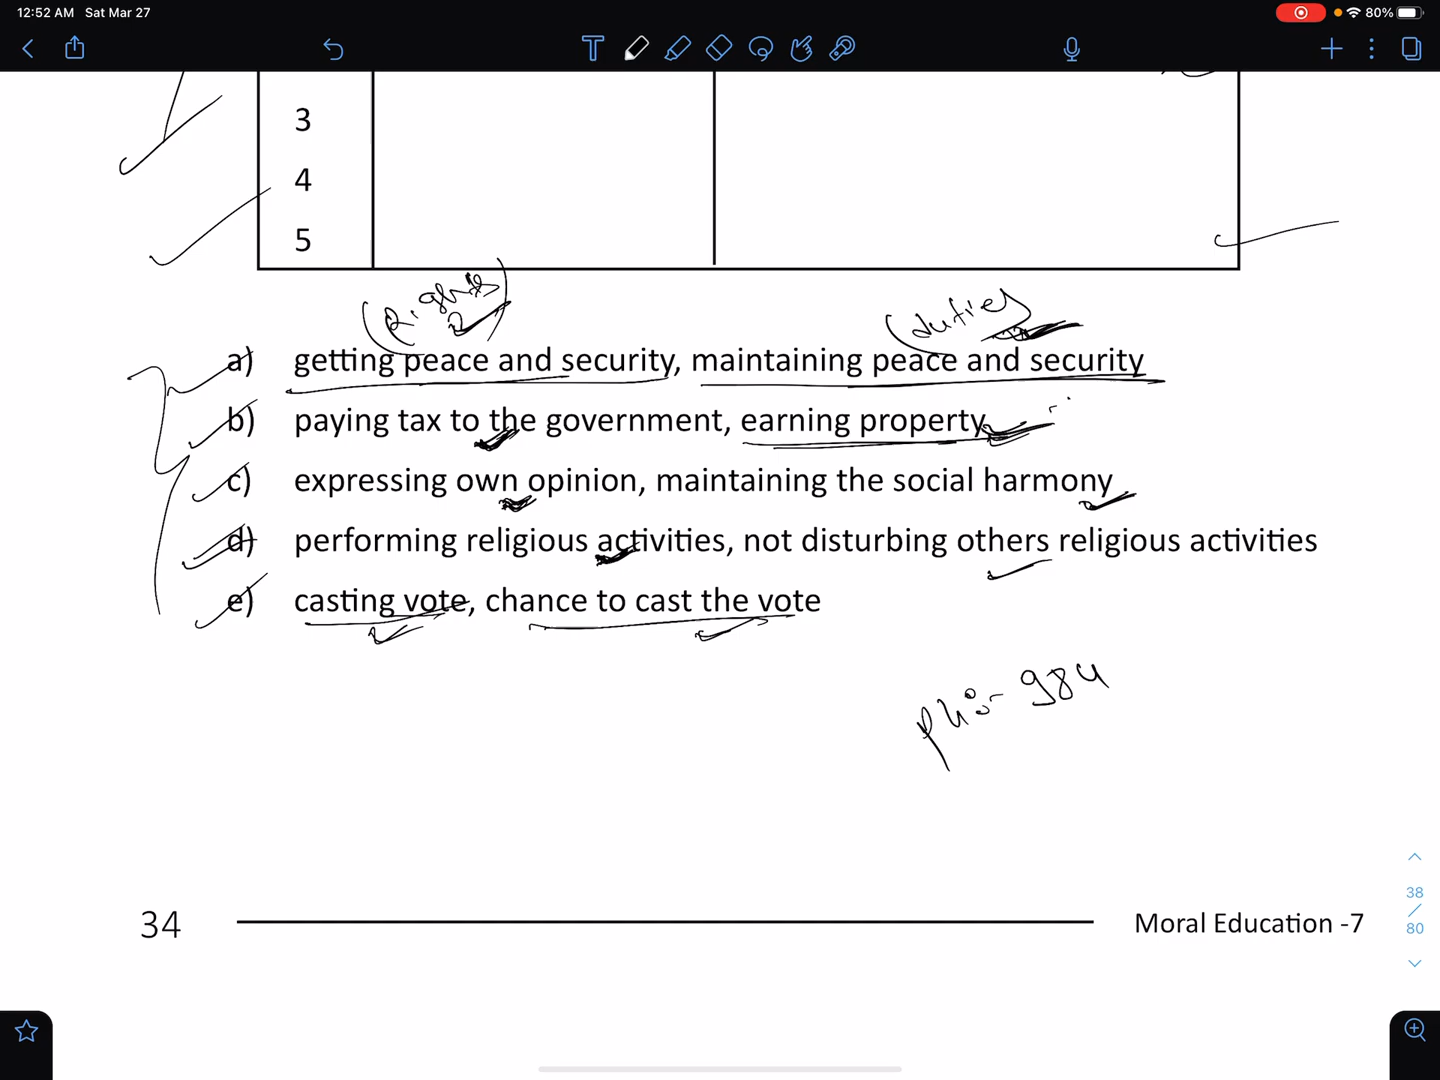 12:52 AM Sat Mar 27
80%
T
3
4
5
(Rights)
(duties
a) getting peace and security, maintaining peace and security
b) paying tax to the government, earning property
c) expressing own opinion, maintaining the social harmony
d) performing religious activities, not disturbing others religious activities
e) casting vote, chance to cast the vote
984
38
/
80
34
Moral Education -7